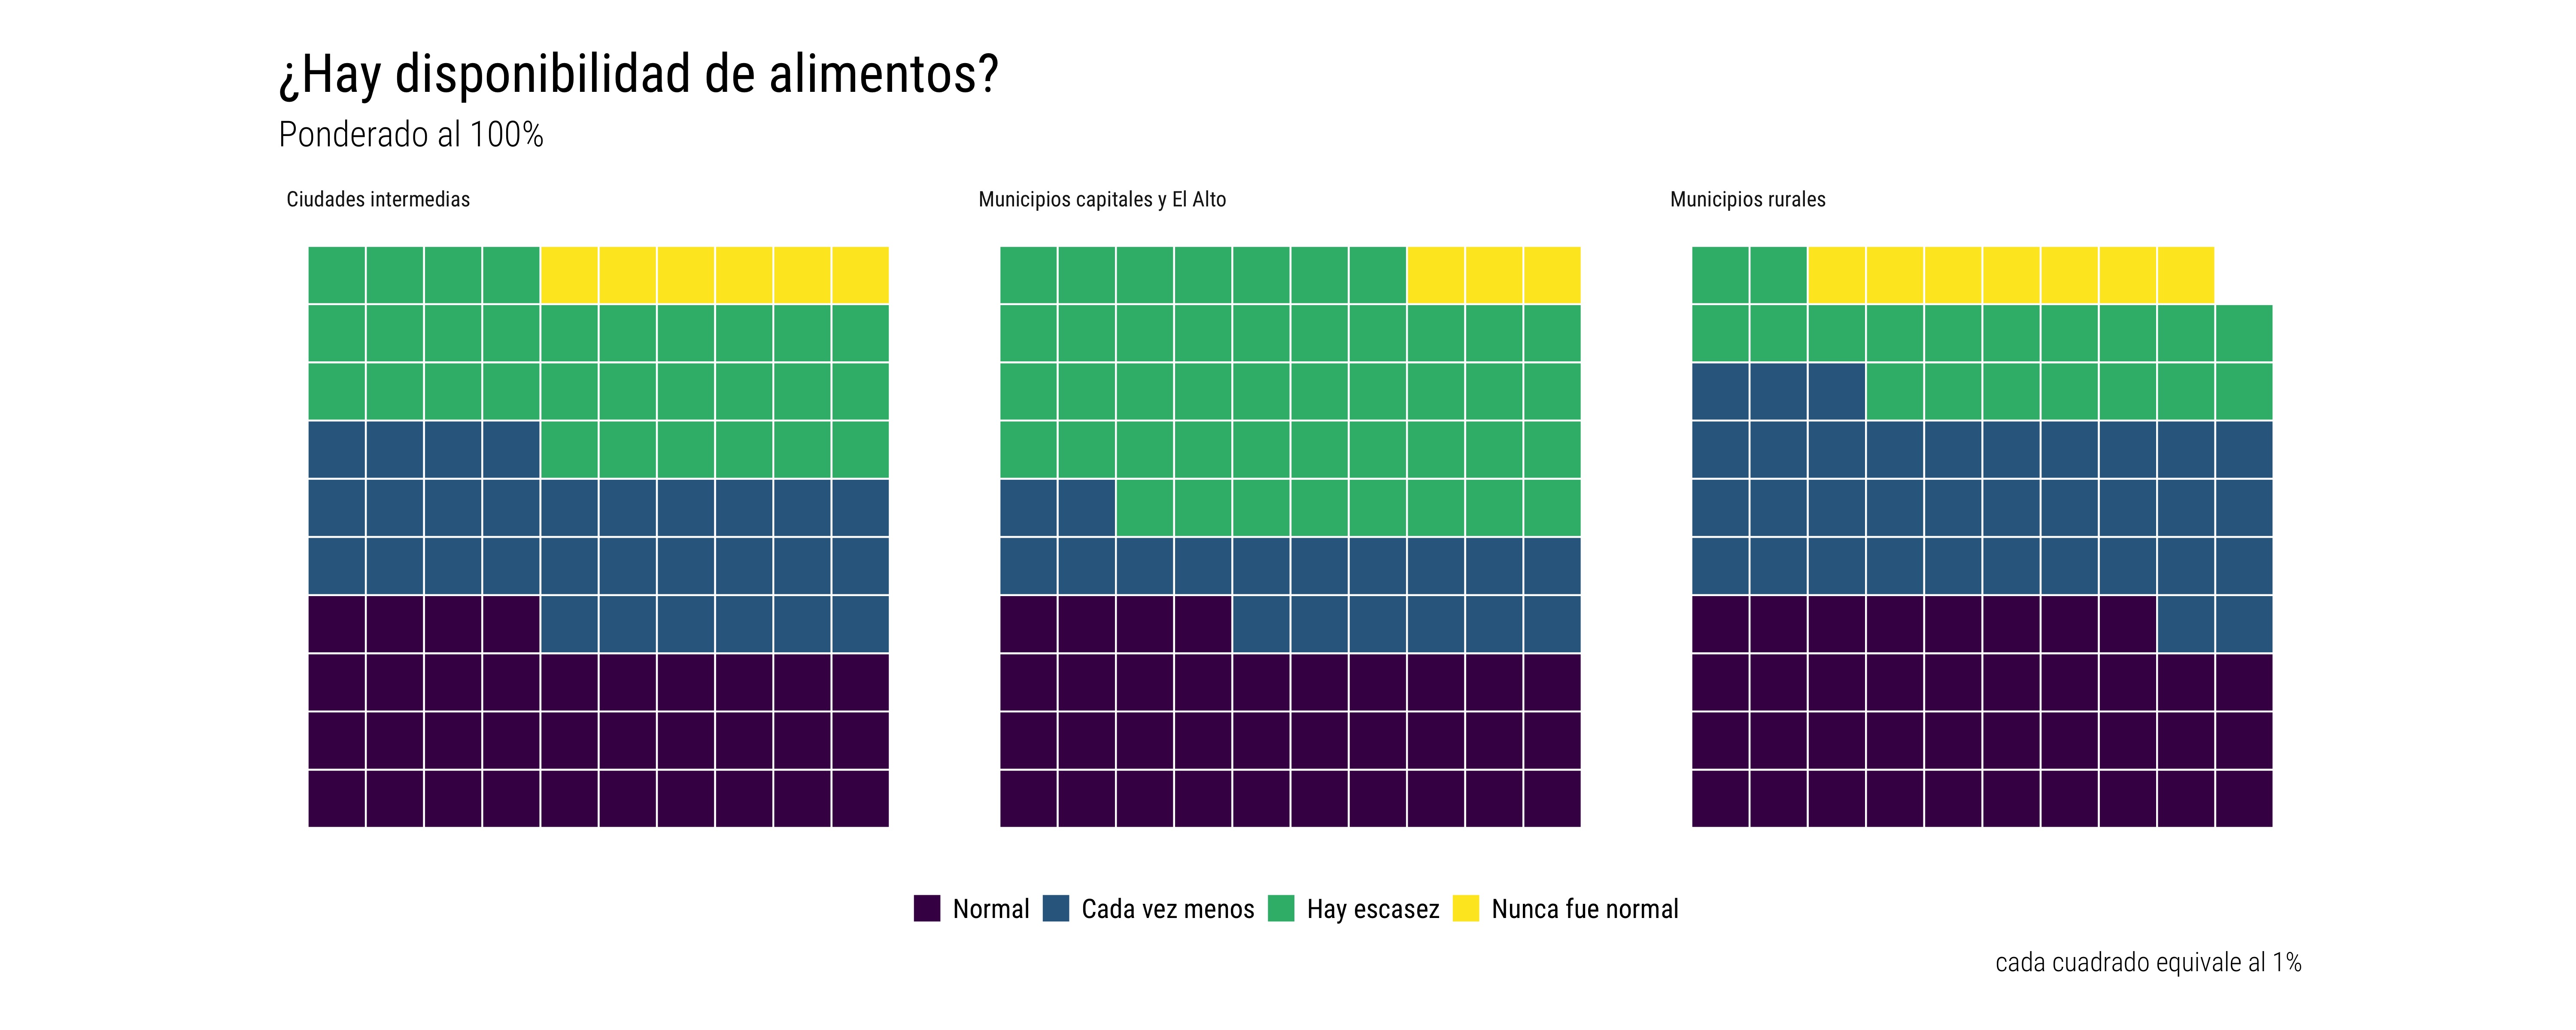 ¿Hay disponibilidad de alimentos?
Ponderado al 100%
Ciudades intermedias
Municipios capitales y El Alto
Municipios rurales
Normal
Cada vez menos
Hay escasez
Nunca fue normal
cada cuadrado equivale al 1%